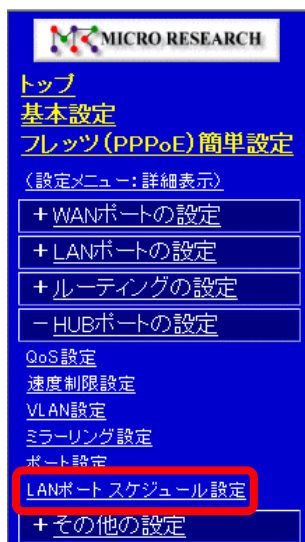 MICRO RESEARCH
トップ
基本設定
フレッツ(PPPoE)簡単設定
(設定メニュー:詳細表示)
+WANポートの設定
+LANポートの設定
+ルーティングの設定
－HUBポートの設定
QoS設定
速度制限設定
VLAN設定
ミラーリング設定
ポート設定
LANポート スケジュール設定
+その他の設定